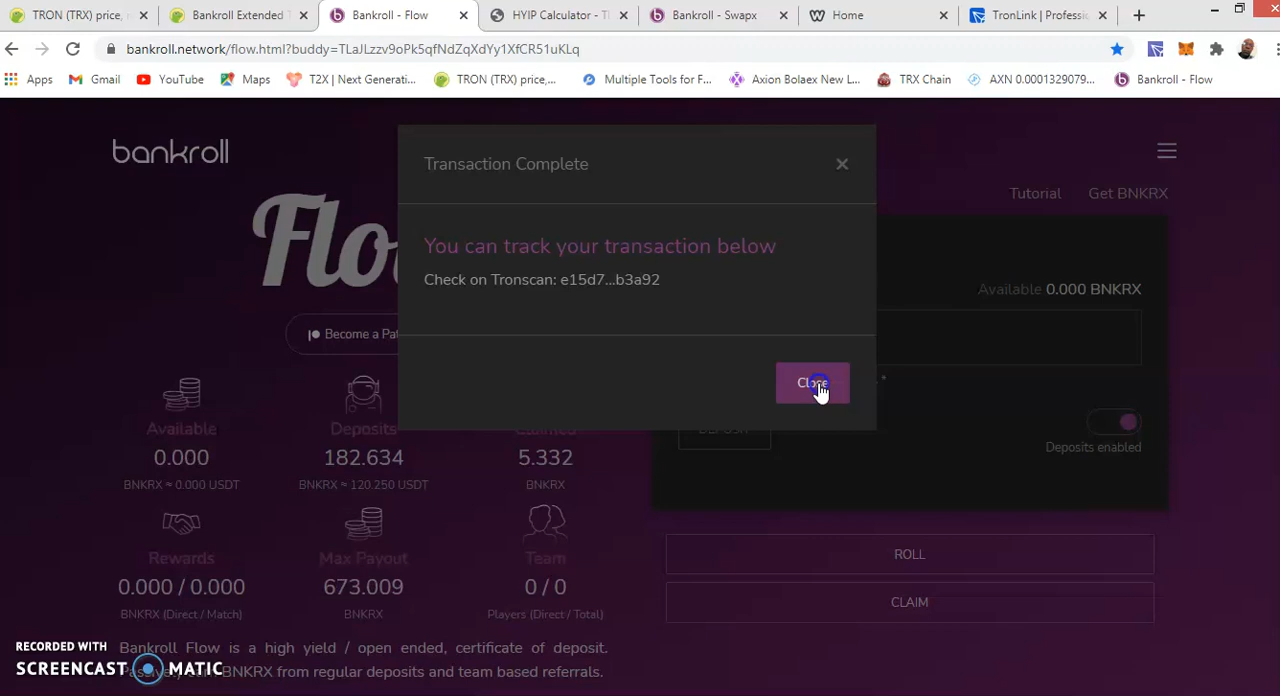 TRON (TRX) price, n
Bankroll Extended T
Bankroll - Flow
HYIP Calculator - Th
Bankroll - Swapx
Home
TronLink | Profession
bankroll.network/flow.html?buddy=TLaJLzzv9oPk5qfNdZqXdYy1XfCR51uKLq
Apps
Gmail
YouTube
Maps
T2X | Next Generati...
TRON (TRX) price,...
Multiple Tools for F...
Axion Bolaex New L...
TRX Chain
AXN 0.0001329079...
Bankroll - Flow
bankroll
Transaction Complete
Tutorial Get BNKRX
Flo
You can track your transaction below
Check on Tronscan: e15d7...b3a92
Available 0.000 BNKRX
Become a Pat
Close
DEPOSIT
Deposits enabled
Available
0.000
BNKRX ≈ 0.000 USDT
Deposits
182.634
BNKRX ≈ 120.250 USDT
Claimed
5.332
BNKRX
Rewards
0.000 / 0.000
BNKRX (Direct / Match)
Max Payout
673.009
BNKRX
Team
0 / 0
Players (Direct / Total)
ROLL
CLAIM
Bankroll Flow is a high yield / open ended, certificate of deposit.
BNKRX from regular deposits and team based referrals.
RECORDED WITH
SCREENCAST MATIC